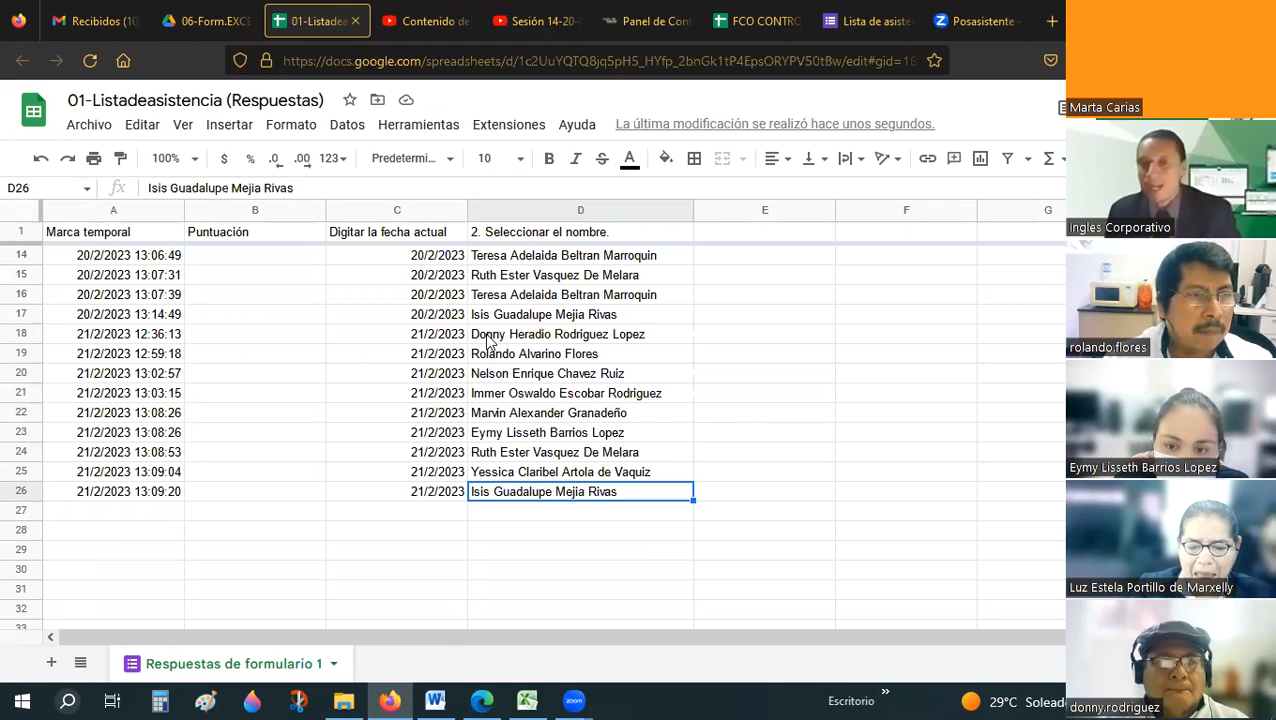 Recibidos (10
06-Form.EXCE
01-Listadea
Contenido de
Sesión 14-20-
Panel de Con
FCO CONTRO
Lista de asiste
Posasistente -
https://docs.google.com/spreadsheets/d/1c2UuYQTQ8jq5pH5_HYfp_2bnGk1tP4EpsORYPV50tBw/edit#gid=1
01-Listadeasistencia (Respuestas)
Archivo Editar Ver Insertar Formato Datos Herramientas Extensiones Ayuda La última modificación se realizó hace unos segundos.
100% $ % .0 .00 123 Predetermi... 10 B I S A
D26 fx Isis Guadalupe Mejia Rivas
A B C D E F G
1 Marca temporal Puntuación Digitar la fecha actual 2. Seleccionar el nombre.
14 20/2/2023 13:06:49 20/2/2023 Teresa Adelaida Beltran Marroquin
15 20/2/2023 13:07:31 20/2/2023 Ruth Ester Vasquez De Melara
16 20/2/2023 13:07:39 20/2/2023 Teresa Adelaida Beltran Marroquin
17 20/2/2023 13:14:49 20/2/2023 Isis Guadalupe Mejia Rivas
18 21/2/2023 12:36:13 21/2/2023 Donny Heradio Rodriguez Lopez
19 21/2/2023 12:59:18 21/2/2023 Rolando Alvarino Flores
20 21/2/2023 13:02:57 21/2/2023 Nelson Enrique Chavez Ruiz
21 21/2/2023 13:03:15 21/2/2023 Immer Oswaldo Escobar Rodriguez
22 21/2/2023 13:08:26 21/2/2023 Marvin Alexander Granadeño
23 21/2/2023 13:08:26 21/2/2023 Eymy Lisseth Barrios Lopez
24 21/2/2023 13:08:53 21/2/2023 Ruth Ester Vasquez De Melara
25 21/2/2023 13:09:04 21/2/2023 Yessica Claribel Artola de Vaquiz
26 21/2/2023 13:09:20 21/2/2023 Isis Guadalupe Mejia Rivas
27
28
29
30
31
32
33
Respuestas de formulario 1
Escritorio » 29°C Solead
zoom
Marta Carias
Ingles Corporativo
rolando.flores
Eymy Lisseth Barrios Lopez
Luz Estela Portillo de Marxelly
donny.rodriguez